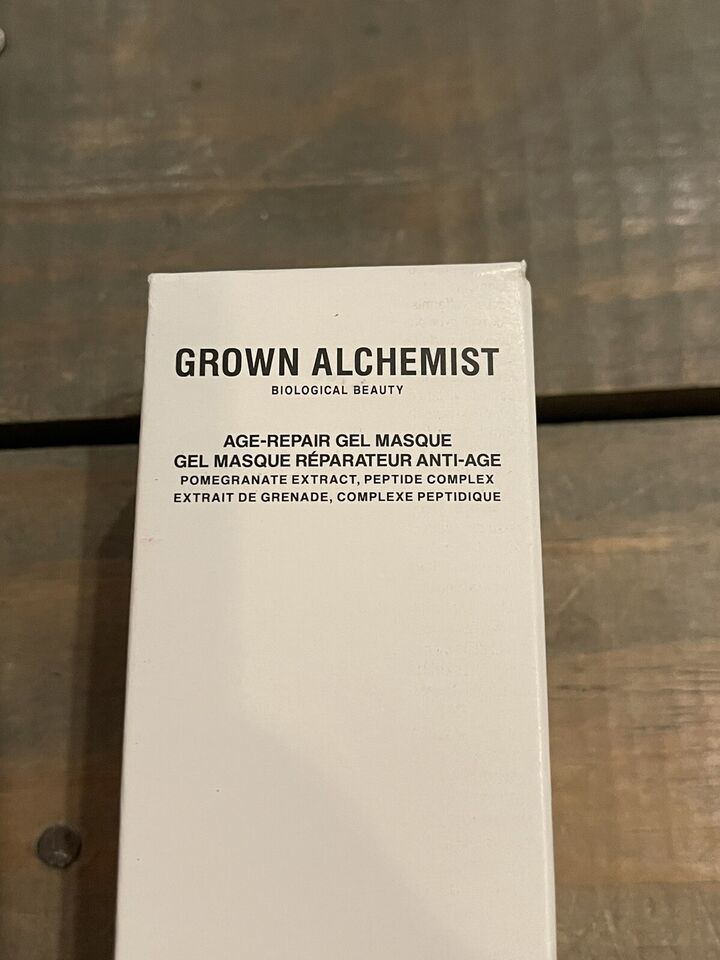 GROWN ALCHEMIST
BIOLOGICAL BEAUTY
AGE-REPAIR GEL MASQUE
GEL MASQUE RÉPARATEUR ANTI-AGE
POMEGRANATE EXTRACT, PEPTIDE COMPLEX
EXTRAIT DE GRENADE, COMPLEXE PEPTIDIQUE